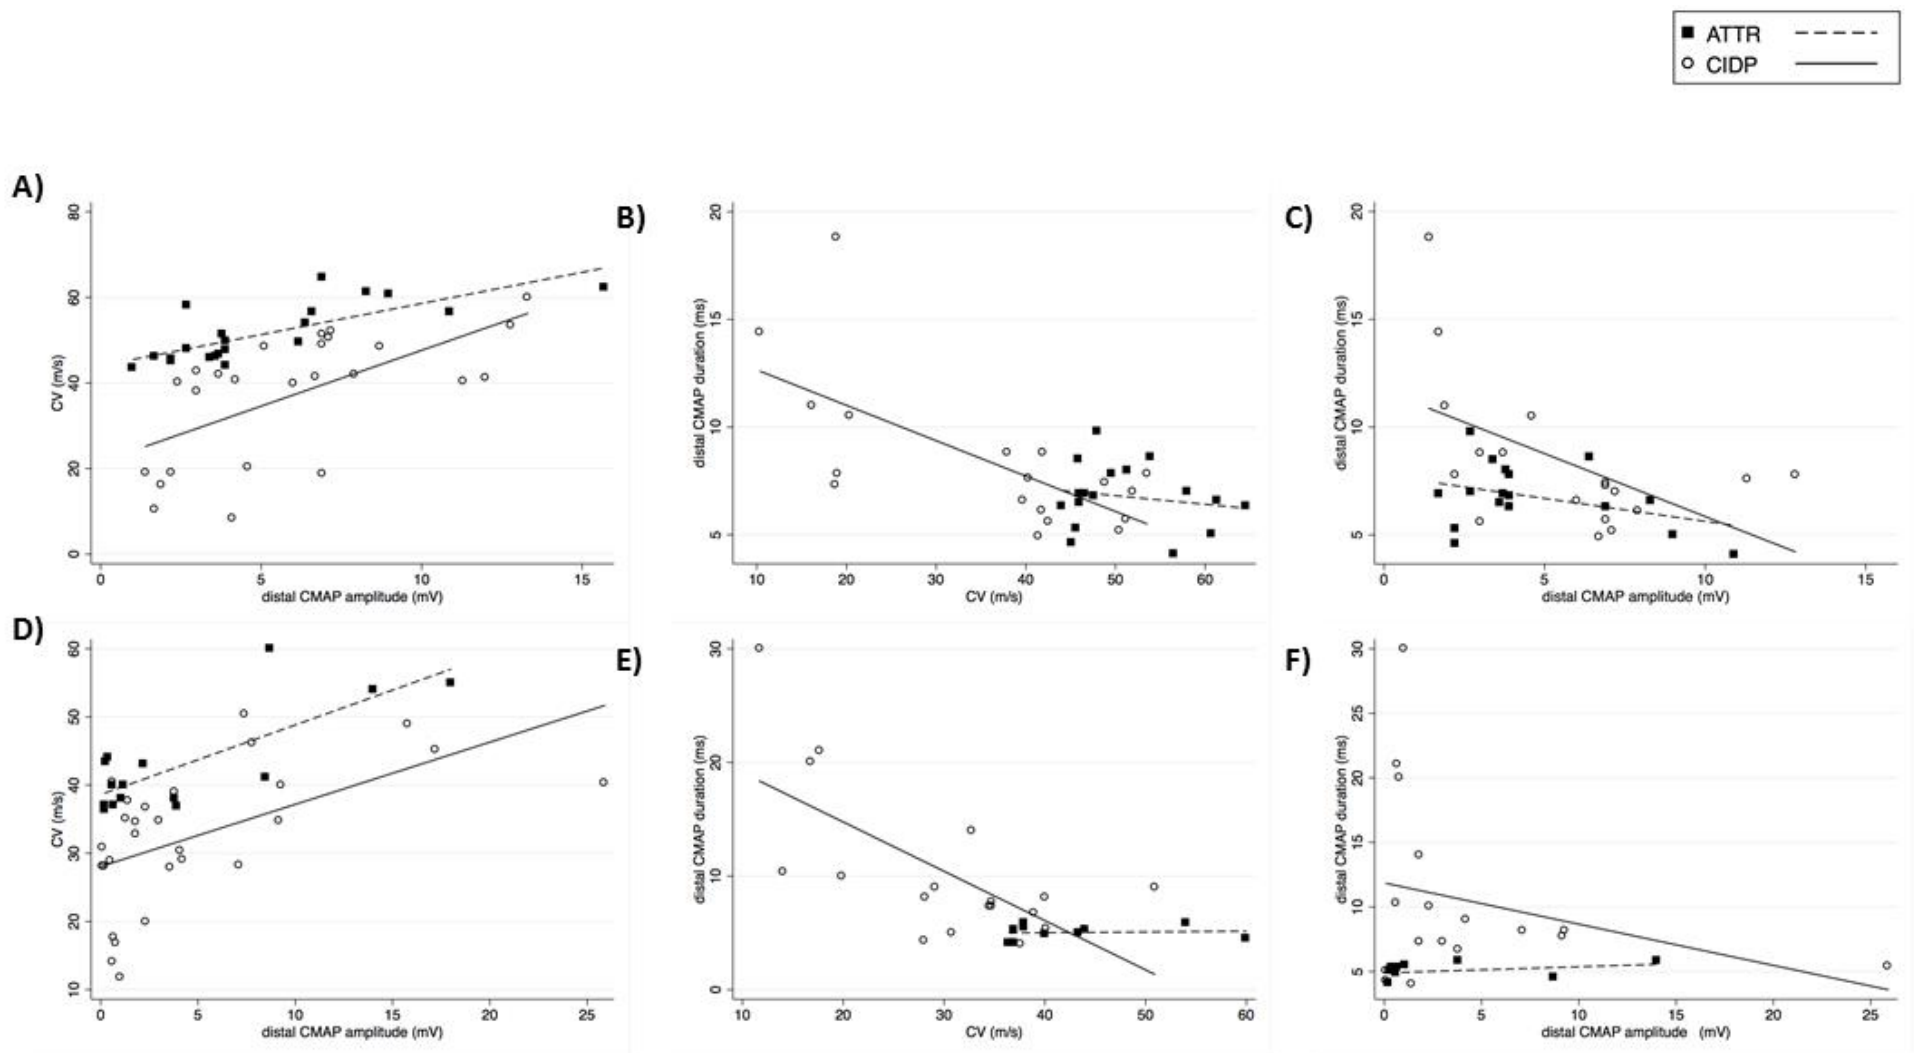 ATTR
CIDP
A)
80
60
40
20
0
CV (m/s)
0 5 10 15
distal CMAP amplitude (mV)
B)
20
15
10
5
distal CMAP duration (ms)
10 20 30 40 50 60
CV (m/s)
C)
20
15
10
5
distal CMAP duration (ms)
0 5 10 15
distal CMAP amplitude (mV)
D)
60
50
40
30
20
10
CV (m/s)
0 5 10 15 20 25
distal CMAP amplitude (mV)
E)
30
20
10
0
distal CMAP duration (ms)
10 20 30 40 50 60
CV (m/s)
F)
30
25
20
15
10
5
distal CMAP duration (ms)
0 5 10 15 20 25
distal CMAP amplitude (mV)